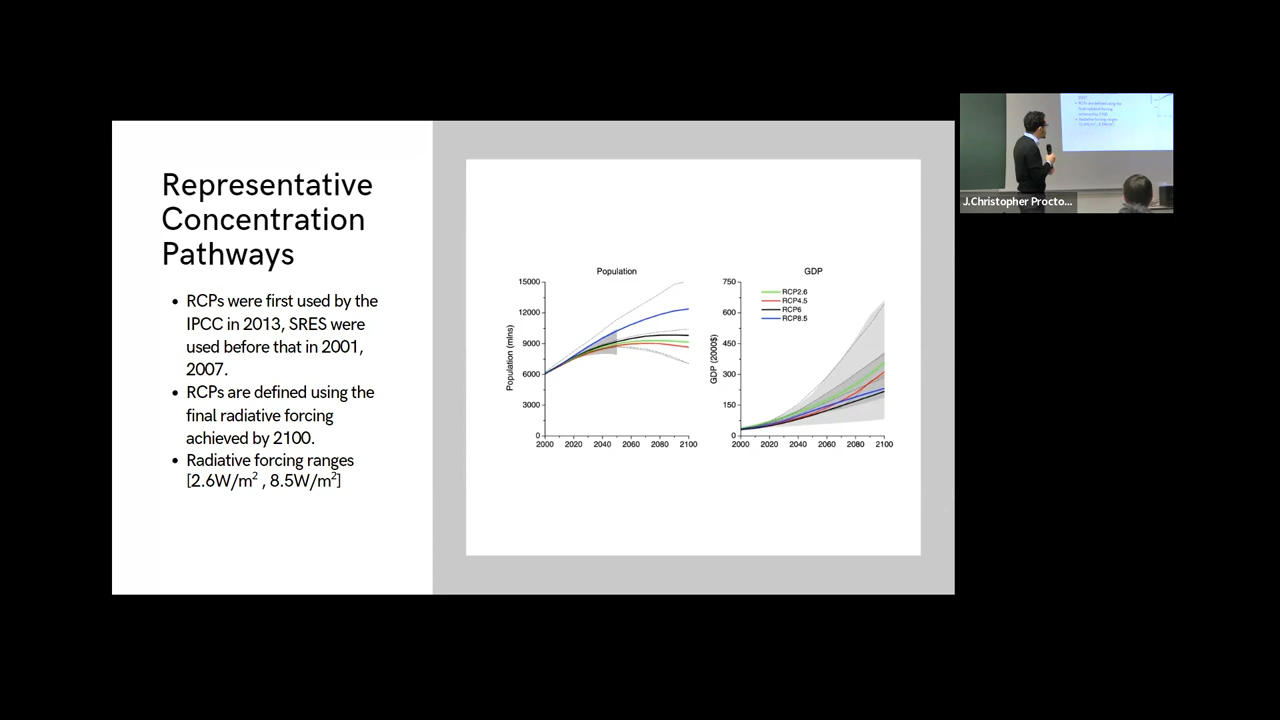 Representative
Concentration
Pathways
• RCPs were first used by the
IPCC in 2013, SRES were
used before that in 2001,
2007.
• RCPs are defined using the
final radiative forcing
achieved by 2100.
• Radiative forcing ranges
[2.6W/m² , 8.5W/m²]
Population
15000
12000
9000
6000
3000
0
Population (mlns)
2000 2020 2040 2060 2080 2100
GDP
750
600
450
300
150
0
GDP (2000$)
2000 2020 2040 2060 2080 2100
RCP2.6
RCP4.5
RCP6
RCP8.5
J.Christopher Procto...